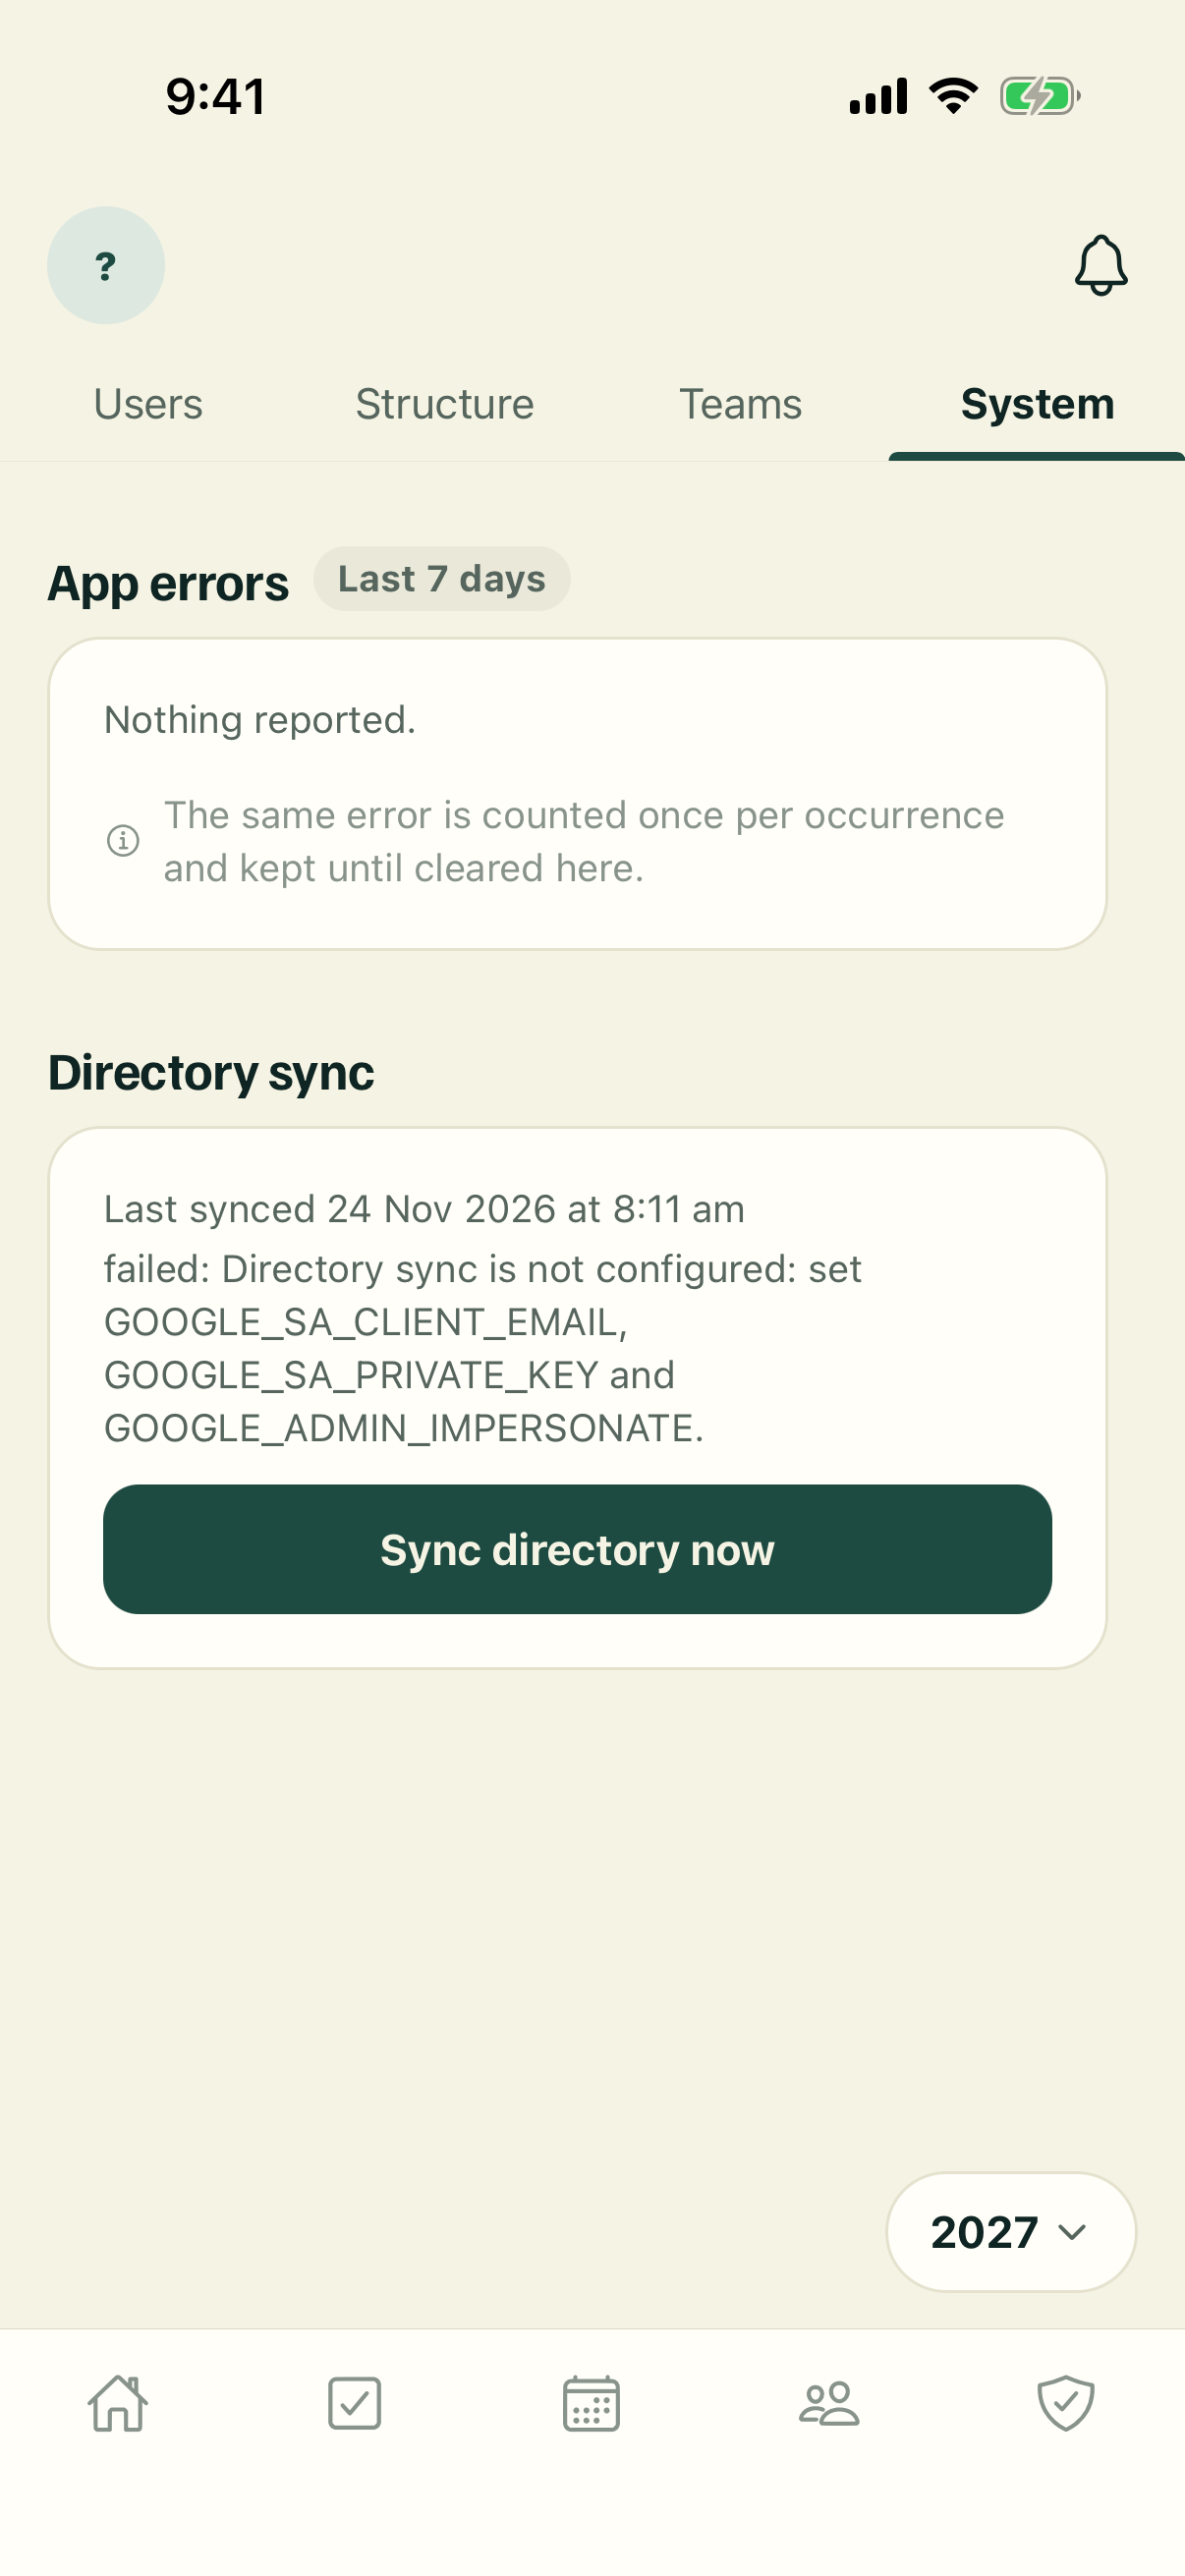 9:41
?
Users
Structure
Teams
System
App errors
Last 7 days
Nothing reported.
The same error is counted once per occurrence
and kept until cleared here.
Directory sync
Last synced 24 Nov 2026 at 8:11 am
failed: Directory sync is not configured: set
GOOGLE_SA_CLIENT_EMAIL,
GOOGLE_SA_PRIVATE_KEY and
GOOGLE_ADMIN_IMPERSONATE.
Sync directory now
2027